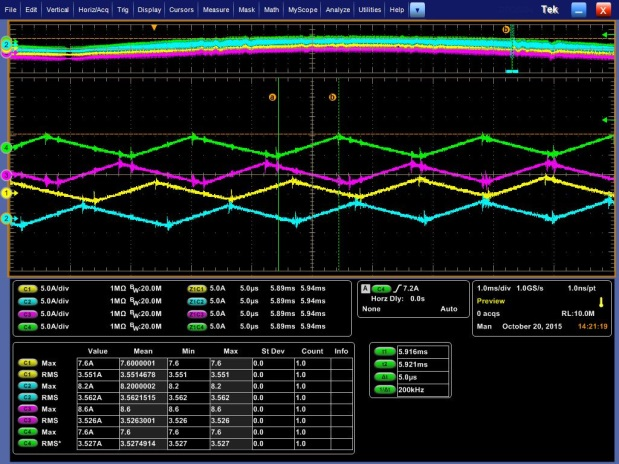 File Edit Vertical Horiz/Acq Trig Display Cursors Measure Mask Math MyScope Analyze Utilities Help Tek X
b
2
a b
4
3
1
2
C1 5.0A/div 1MΩ BW:20.0M Z1C1 5.0A 5.0µs 5.89ms 5.94ms
C2 5.0A/div 1MΩ BW:20.0M Z1C2 5.0A 5.0µs 5.89ms 5.94ms
C3 5.0A/div 1MΩ BW:20.0M Z1C3 5.0A 5.0µs 5.89ms 5.94ms
C4 5.0A/div 1MΩ BW:20.0M Z1C4 5.0A 5.0µs 5.89ms 5.94ms
A C4 7.2A
Horz Dly: 0.0s
None Auto
1.0ms/div 1.0GS/s 1.0ns/pt
Preview
0 acqs RL:10.0M
Man October 20, 2015 14:21:19
Value Mean Min Max St Dev Count Info
C1 Max 7.6A 7.6000001 7.6 7.6 0.0 1.0
C1 RMS 3.551A 3.5514678 3.551 3.551 0.0 1.0
C2 Max 8.2A 8.2000002 8.2 8.2 0.0 1.0
C2 RMS 3.562A 3.5621515 3.562 3.562 0.0 1.0
C3 Max 8.6A 8.6 8.6 8.6 0.0 1.0
C3 RMS 3.526A 3.5263001 3.526 3.526 0.0 1.0
C4 Max 7.6A 7.6 7.6 7.6 0.0 1.0
C4 RMS* 3.527A 3.5274914 3.527 3.527 0.0 1.0
t1 5.916ms
t2 5.921ms
Δt 5.0µs
1/Δt 200kHz